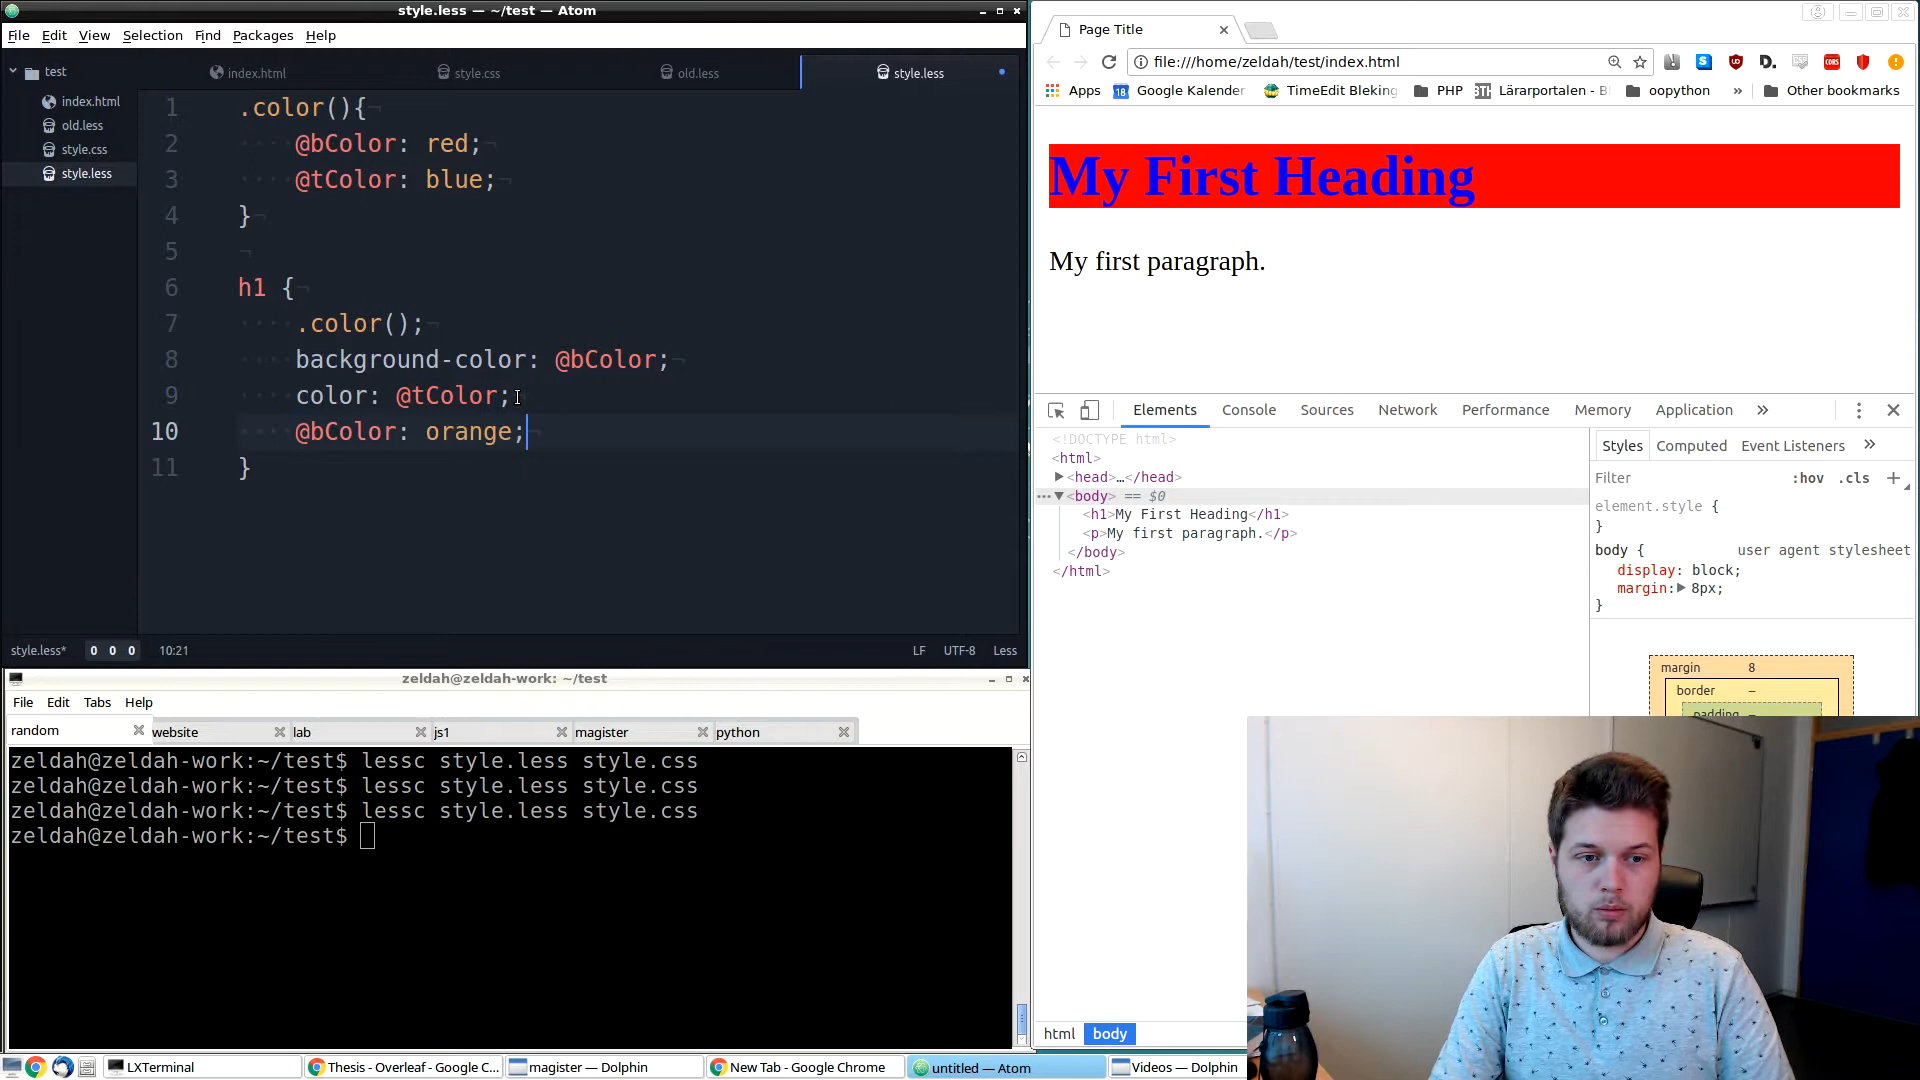 style.less — ~/test — Atom
File Edit View Selection Find Packages Help
test
index.html
old.less
style.css
style.less
index.html style.css old.less style.less
1 .color(){
2 @bColor: red;
3 @tColor: blue;
4 }
5
6 h1 {
7 .color();
8 background-color: @bColor;
9 color: @tColor;
10 @bColor: orange;
11 }
style.less* 0 0 0 10:21 LF UTF-8 Less
zeldah@zeldah-work: ~/test
File Edit Tabs Help
random website lab js1 magister python
zeldah@zeldah-work:~/test$ lessc style.less style.css
zeldah@zeldah-work:~/test$ lessc style.less style.css
zeldah@zeldah-work:~/test$ lessc style.less style.css
zeldah@zeldah-work:~/test$
Page Title
file:///home/zeldah/test/index.html
Apps Google Kalender TimeEdit Bleking PHP Lärarportalen - B oopython » Other bookmarks
My First Heading
My first paragraph.
Elements Console Sources Network Performance Memory Application »
<!DOCTYPE html>
<html>
<head>…</head>
<body> == $0
<h1>My First Heading</h1>
<p>My first paragraph.</p>
</body>
</html>
html body
Styles Computed Event Listeners »
Filter :hov .cls +
element.style {
}
body { user agent stylesheet
display: block;
margin: 8px;
}
margin 8
border –
padding –
LXTerminal Thesis - Overleaf - Google C... magister — Dolphin New Tab - Google Chrome untitled — Atom Videos — Dolphin